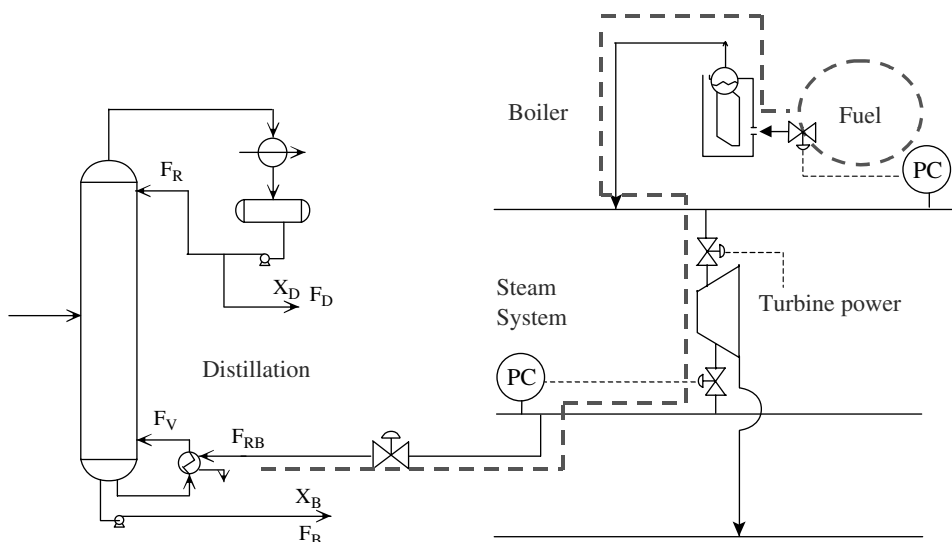 Boiler
Fuel
PC
F_R
X_D F_D
Steam
System
Turbine power
PC
Distillation
F_V
F_RB
X_B
F_B